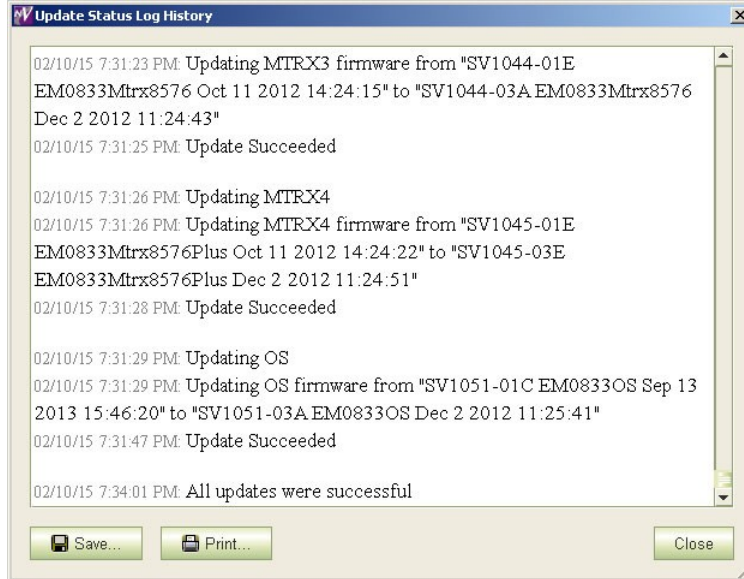 Update Status Log History
02/10/15 7:31:23 PM: Updating MTRX3 firmware from "SV1044-01E
EM0833Mtrx8576 Oct 11 2012 14:24:15" to "SV1044-03A EM0833Mtrx8576
Dec 2 2012 11:24:43"
02/10/15 7:31:25 PM: Update Succeeded
02/10/15 7:31:26 PM: Updating MTRX4
02/10/15 7:31:26 PM: Updating MTRX4 firmware from "SV1045-01E
EM0833Mtrx8576Plus Oct 11 2012 14:24:22" to "SV1045-03E
EM0833Mtrx8576Plus Dec 2 2012 11:24:51"
02/10/15 7:31:28 PM: Update Succeeded
02/10/15 7:31:29 PM: Updating OS
02/10/15 7:31:29 PM: Updating OS firmware from "SV1051-01C EM0833OS Sep 13
2013 15:46:20" to "SV1051-03A EM0833OS Dec 2 2012 11:25:41"
02/10/15 7:31:47 PM: Update Succeeded
02/10/15 7:34:01 PM: All updates were successful
Save... Print... Close